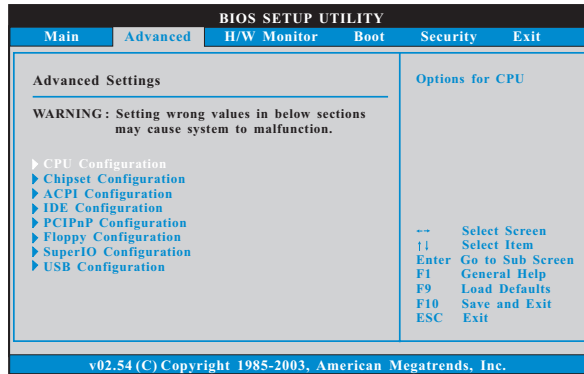 BIOS SETUP UTILITY
Main Advanced H/W Monitor Boot Security Exit
Advanced Settings
WARNING : Setting wrong values in below sections
may cause system to malfunction.
CPU Configuration
Chipset Configuration
ACPI Configuration
IDE Configuration
PCIPnP Configuration
Floppy Configuration
SuperIO Configuration
USB Configuration
Options for CPU
←→ Select Screen
↑↓ Select Item
Enter Go to Sub Screen
F1 General Help
F9 Load Defaults
F10 Save and Exit
ESC Exit
v02.54 (C) Copyright 1985-2003, American Megatrends, Inc.